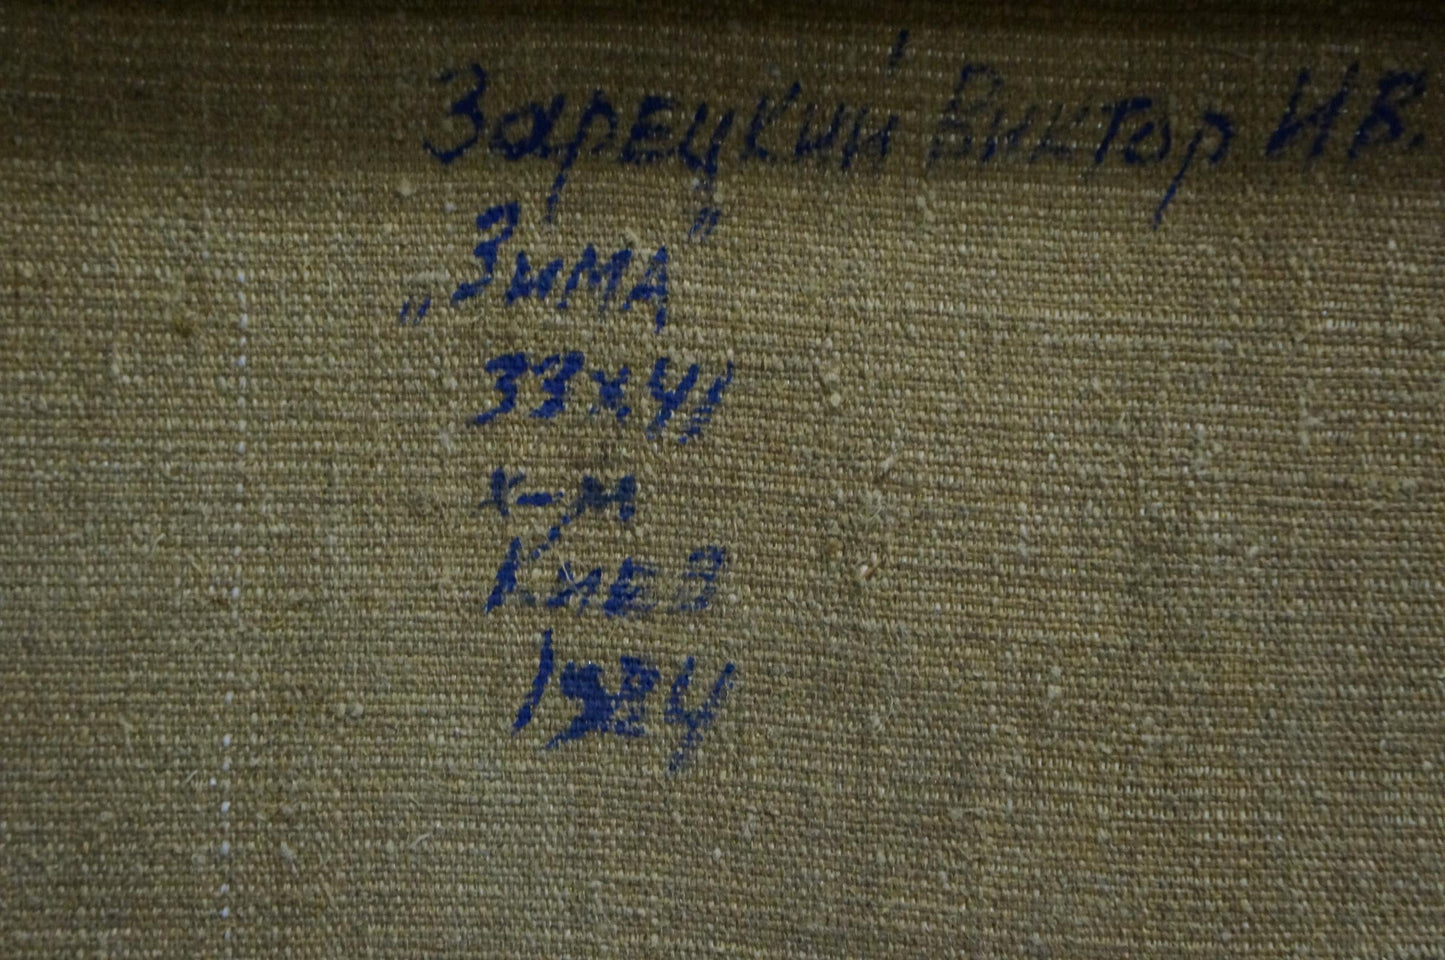 Зарецкий Виктор Ив.
„Зима”
33х41
х-м
Киев
1984